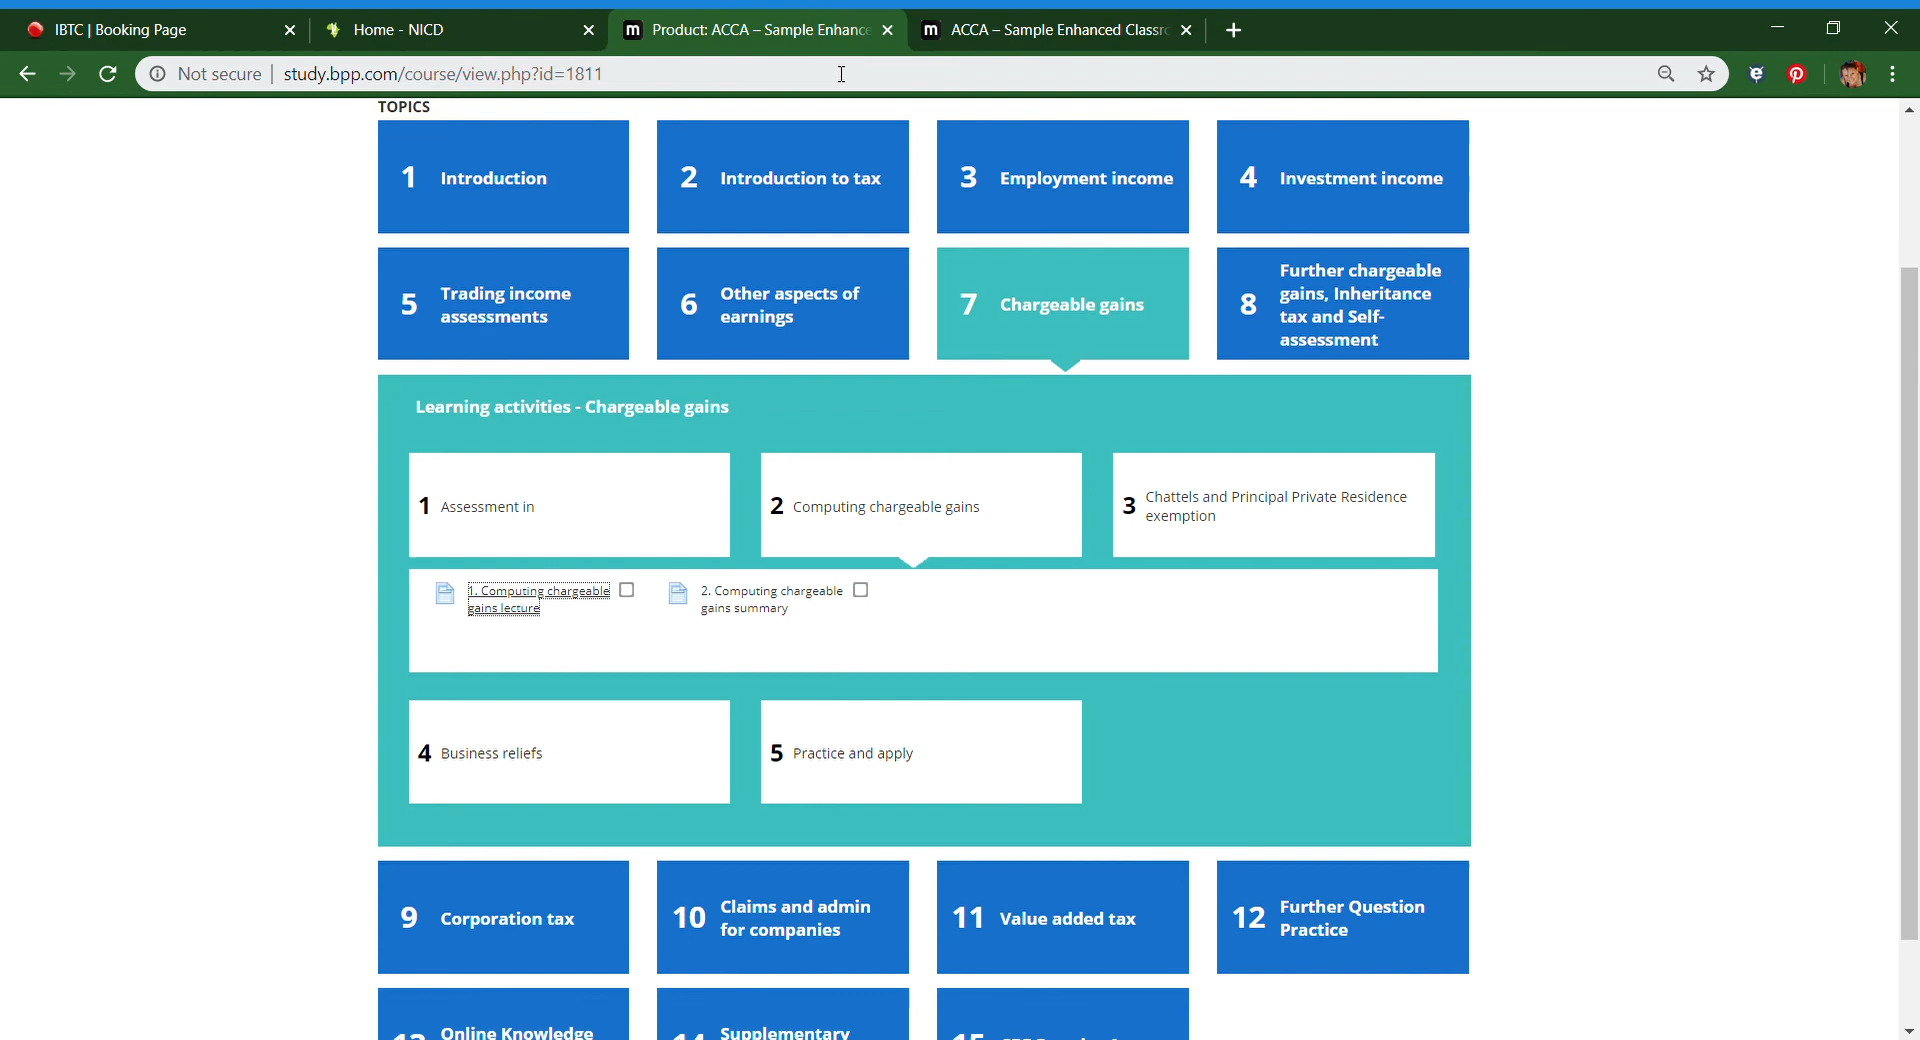 IBTC | Booking Page
Home - NICD
Product: ACCA – Sample Enhance
ACCA – Sample Enhanced Classro
Not secure | study.bpp.com/course/view.php?id=1811
TOPICS
1 Introduction
2 Introduction to tax
3 Employment income
4 Investment income
5 Trading income
assessments
6 Other aspects of
earnings
7 Chargeable gains
8 Further chargeable
gains, Inheritance
tax and Self-
assessment
Learning activities - Chargeable gains
1 Assessment in
2 Computing chargeable gains
3 Chattels and Principal Private Residence
exemption
1. Computing chargeable
gains lecture
2. Computing chargeable
gains summary
4 Business reliefs
5 Practice and apply
9 Corporation tax
10 Claims and admin
for companies
11 Value added tax
12 Further Question
Practice
13 Online Knowledge
14 Supplementary
15